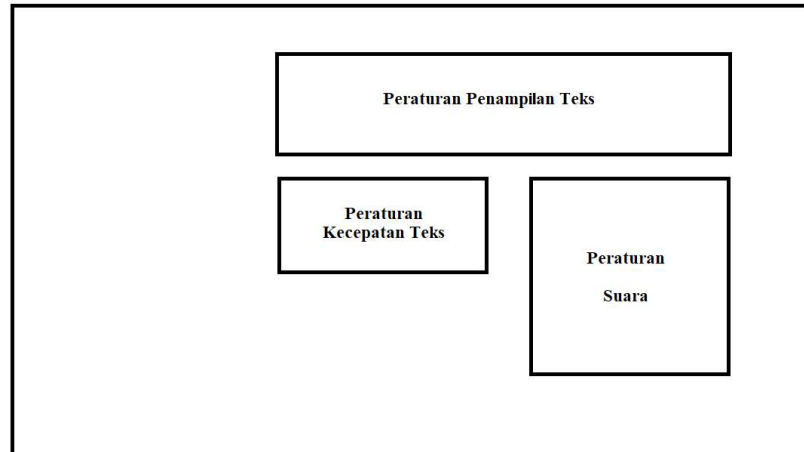 Peraturan Penampilan Teks
Peraturan
Kecepatan Teks
Peraturan
Suara